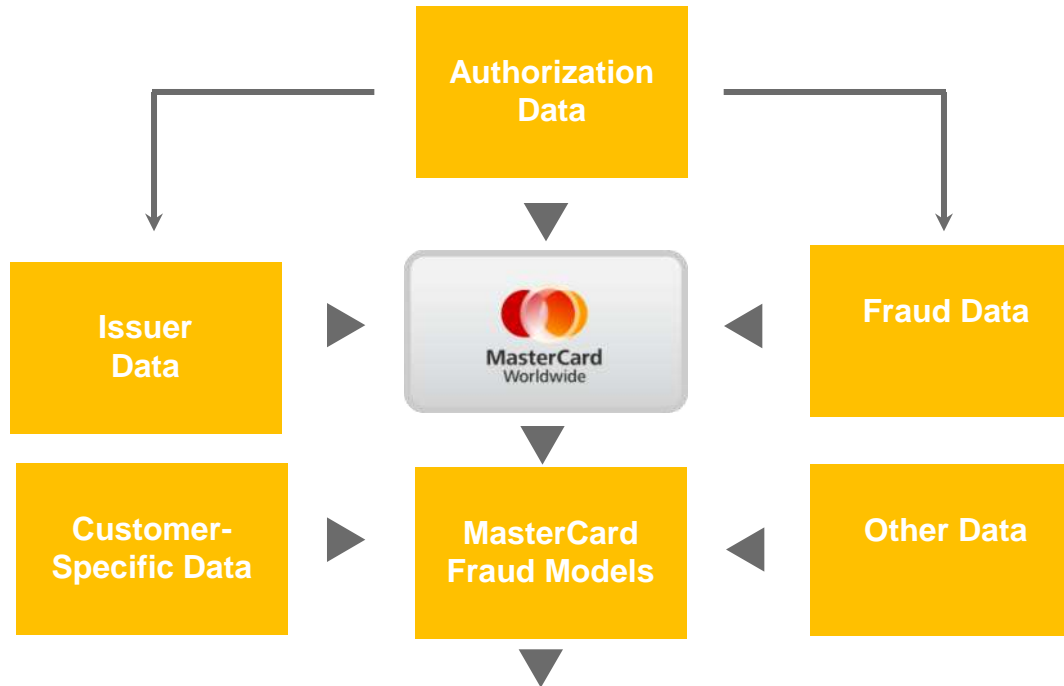 Authorization
Data
Issuer
Data
MasterCard
Worldwide
Fraud Data
Customer-
Specific Data
MasterCard
Fraud Models
Other Data